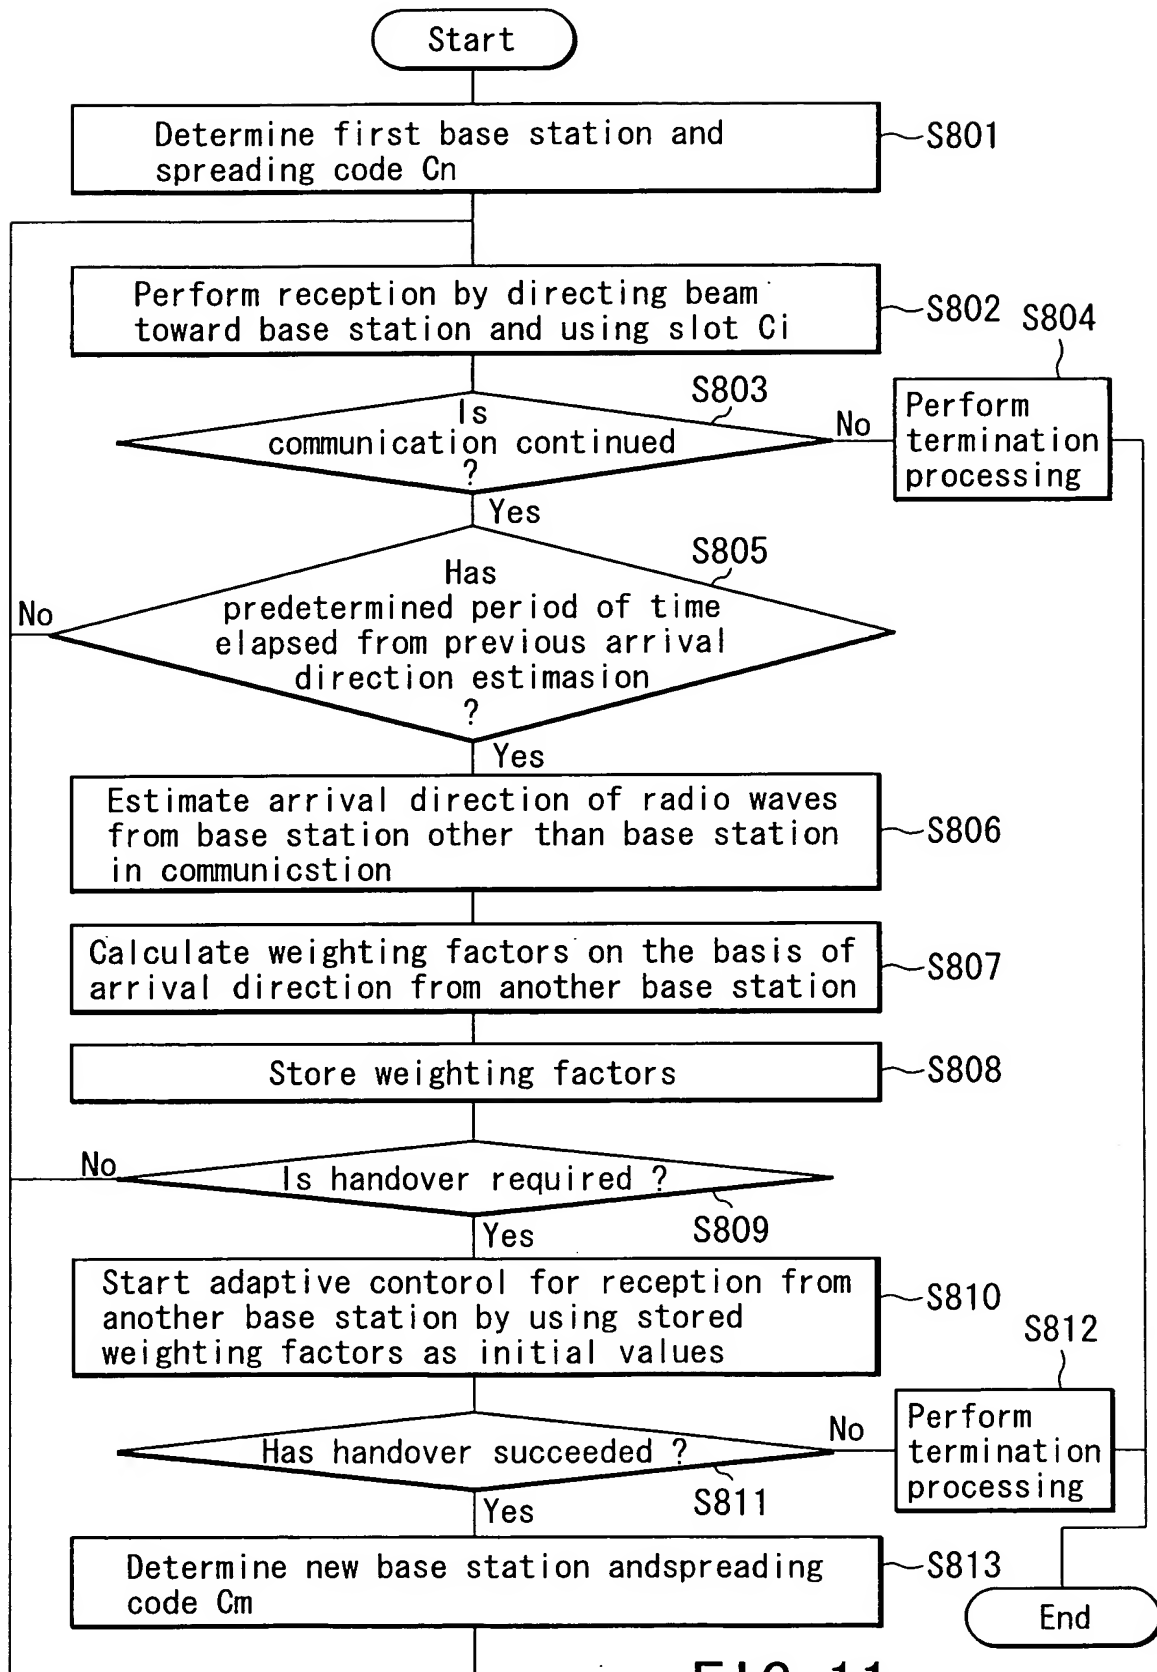 Start
Determine first base station and
spreading code Cn
S801
Perform reception by directing beam
toward base station and using slot Ci
S802
S804
S803
Is
communication continued
?
No
Perform
termination
processing
Yes
S805
Has
predetermined period of time
elapsed from previous arrival
direction estimasion
?
No
Yes
Estimate arrival direction of radio waves
from base station other than base station
in communicstion
S806
Calculate weighting factors on the basis of
arrival direction from another base station
S807
Store weighting factors
S808
No
Is handover required ?
S809
Yes
Start adaptive contorol for reception from
another base station by using stored
weighting factors as initial values
S810
S812
Has handover succeeded ?
No
Perform
termination
processing
S811
Yes
Determine new base station andspreading
code Cm
S813
End
FIG. 11